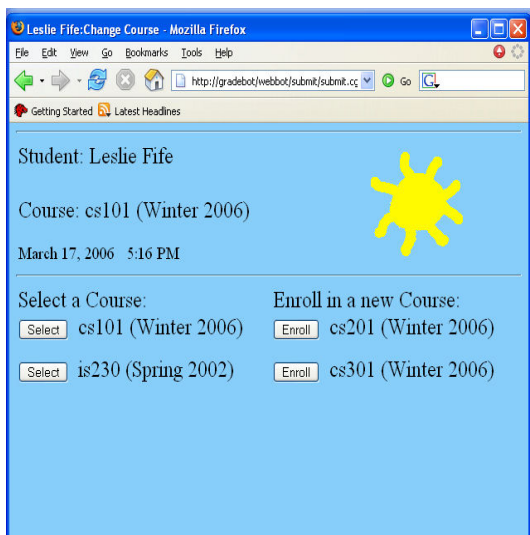 Leslie Fife:Change Course - Mozilla Firefox
File Edit View Go Bookmarks Tools Help
http://gradebot/webbot/submit/submit.cg Go G
Getting Started Latest Headlines
Student: Leslie Fife
Course: cs101 (Winter 2006)
March 17, 2006 5:16 PM
Select a Course: Enroll in a new Course:
Select cs101 (Winter 2006) Enroll cs201 (Winter 2006)
Select is230 (Spring 2002) Enroll cs301 (Winter 2006)